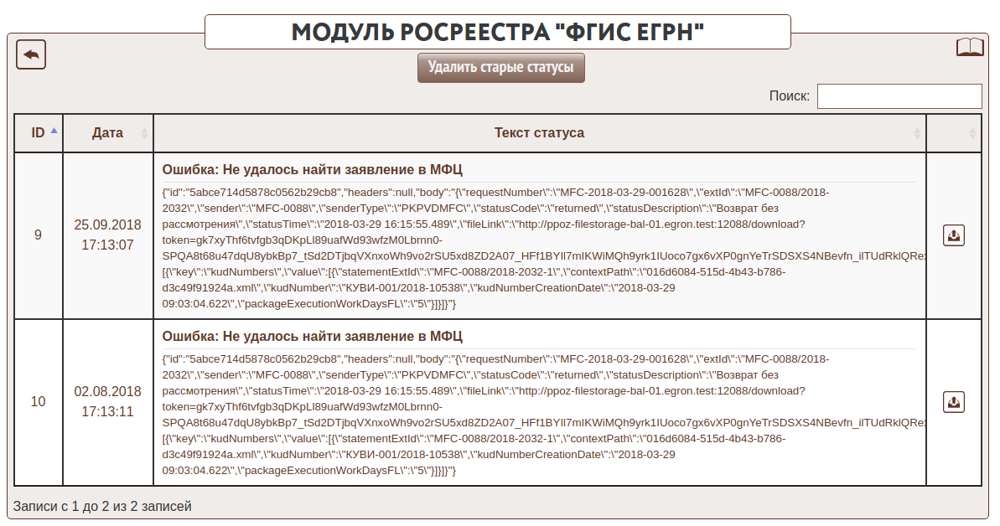 МОДУЛЬ РОСРЕЕСТРА "ФГИС ЕГРН"
Удалить старые статусы
Поиск:
ID Дата Текст статуса
Ошибка: Не удалось найти заявление в МФЦ
{"id":"5abce714d5878c0562b29cb8","headers":null,"body":"{\"requestNumber\":\"MFC-2018-03-29-001628\",\"extId\":\"MFC-0088/2018-
2032\",\"sender\":\"MFC-0088\",\"senderType\":\"PKPVDMFC\",\"statusCode\":\"returned\",\"statusDescription\":\"Возврат без
рассмотрения\",\"statusTime\":\"2018-03-29 16:15:55.489\",\"fileLink\":\"http://ppoz-filestorage-bal-01.egron.test:12088/download?
token=gk7xyThf6tvfgb3qDKpLl89uafWd93wfzM0Lbrnn0-
SPQA8t68u47dqU8ybkBp7_tSd2DTjbqVXnxoWh9vo2rSU5xd8ZD2A07_HFf1BYIl7mIKWiMQh9yrk1IUoco7gx6vXP0gnYeTrSDSXS4NBevfn_ilTUdRklQRe
[{\"key\":\"kudNumbers\",\"value\":[{\"statementExtId\":\"MFC-0088/2018-2032-1\",\"contextPath\":\"016d6084-515d-4b43-b786-
d3c49f91924a.xml\",\"kudNumber\":\"КУВИ-001/2018-10538\",\"kudNumberCreationDate\":\"2018-03-29
09:03:04.622\",\"packageExecutionWorkDaysFL\":\"5\"}]}]}"}
9
25.09.2018
17:13:07
Ошибка: Не удалось найти заявление в МФЦ
{"id":"5abce714d5878c0562b29cb8","headers":null,"body":"{\"requestNumber\":\"MFC-2018-03-29-001628\",\"extId\":\"MFC-0088/2018-
2032\",\"sender\":\"MFC-0088\",\"senderType\":\"PKPVDMFC\",\"statusCode\":\"returned\",\"statusDescription\":\"Возврат без
рассмотрения\",\"statusTime\":\"2018-03-29 16:15:55.489\",\"fileLink\":\"http://ppoz-filestorage-bal-01.egron.test:12088/download?
token=gk7xyThf6tvfgb3qDKpLl89uafWd93wfzM0Lbrnn0-
SPQA8t68u47dqU8ybkBp7_tSd2DTjbqVXnxoWh9vo2rSU5xd8ZD2A07_HFf1BYIl7mIKWiMQh9yrk1IUoco7gx6vXP0gnYeTrSDSXS4NBevfn_ilTUdRklQRe
[{\"key\":\"kudNumbers\",\"value\":[{\"statementExtId\":\"MFC-0088/2018-2032-1\",\"contextPath\":\"016d6084-515d-4b43-b786-
d3c49f91924a.xml\",\"kudNumber\":\"КУВИ-001/2018-10538\",\"kudNumberCreationDate\":\"2018-03-29
09:03:04.622\",\"packageExecutionWorkDaysFL\":\"5\"}]}]}"}
10
02.08.2018
17:13:11
Записи с 1 до 2 из 2 записей